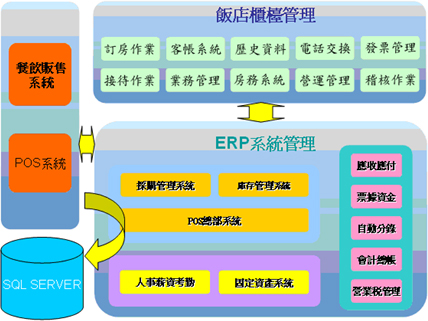 飯店櫃檯管理
訂房作業 客帳系統 歷史資料 電話交換 發票管理
接待作業 業務管理 房務系統 營運管理 稽核作業
餐飲販售
系統
POS系統
SQL SERVER
ERP系統管理
採購管理系統 庫存管理系統
POS總部系統
人事薪資考勤 固定資產系統
應收應付
票據資金
自動分錄
會計總帳
營業稅管理